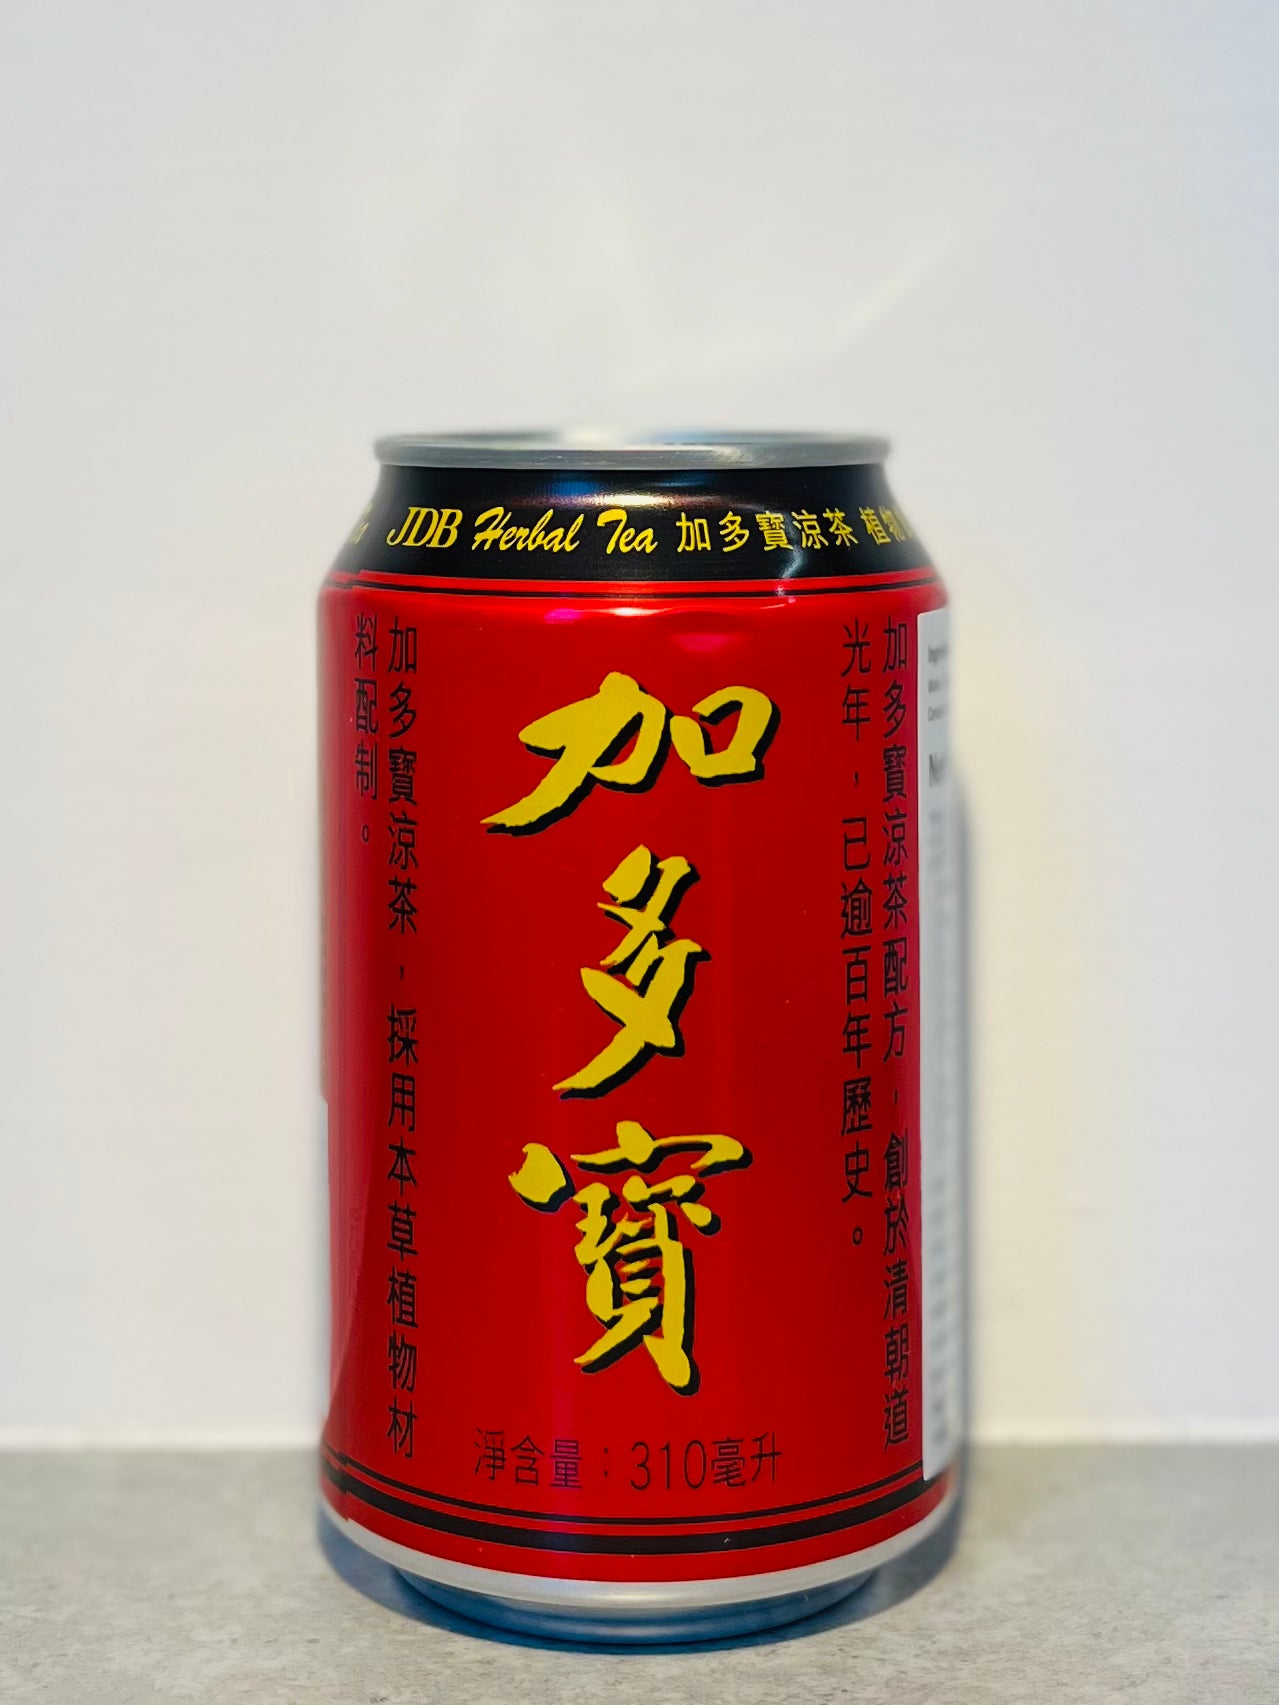 JDB Herbal Tea 加多寶涼茶 植物
加多寶
加多寶涼茶配方，創於清朝道
光年，已逾百年歷史。
加多寶涼茶，採用本草植物材
料配制。
淨含量：310毫升